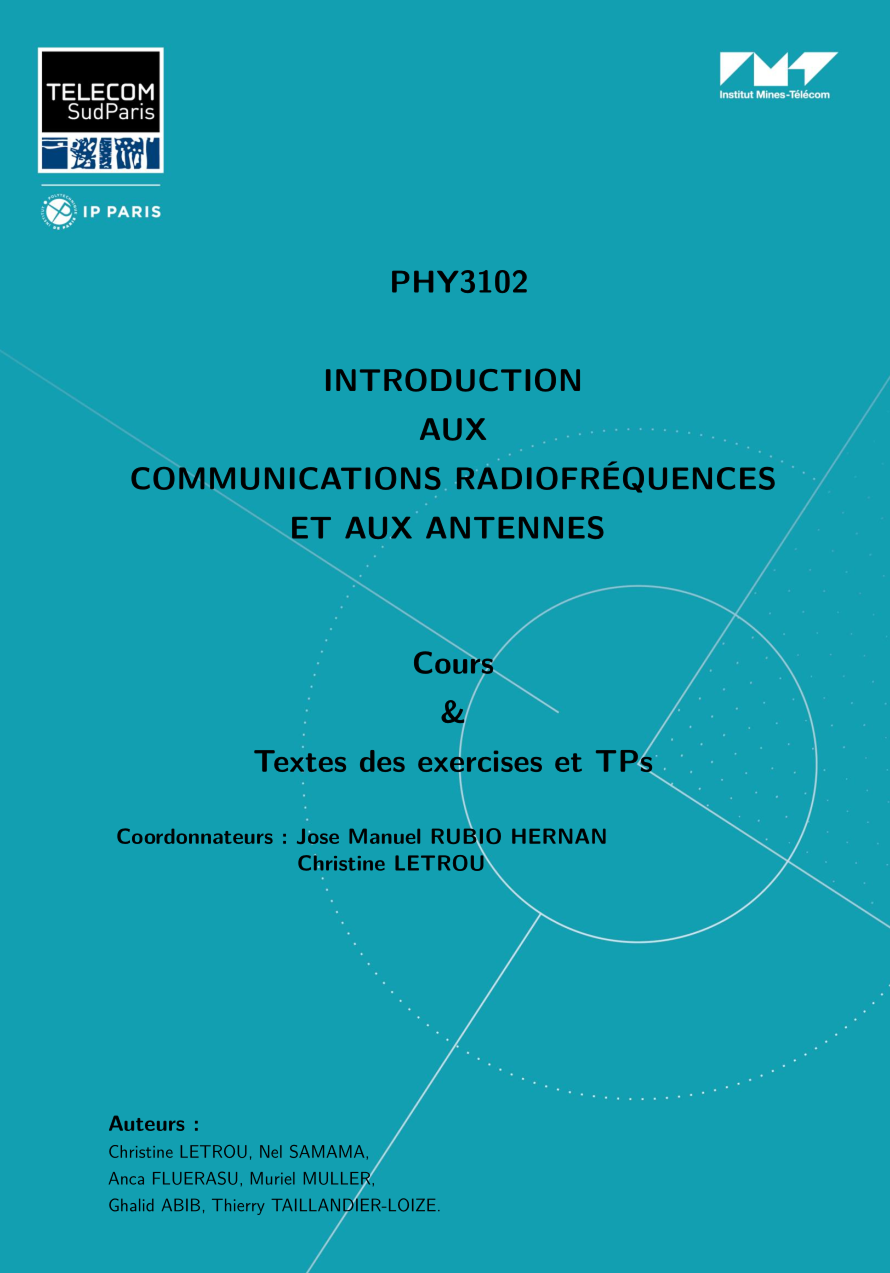 TELECOM
SudParis
IP PARIS
Institut Mines-Télécom
PHY3102
INTRODUCTION
AUX
COMMUNICATIONS RADIOFRÉQUENCES
ET AUX ANTENNES
Cours
&
Textes des exercises et TPs
Coordonnateurs : Jose Manuel RUBIO HERNAN
Christine LETROU
Auteurs :
Christine LETROU, Nel SAMAMA,
Anca FLUERASU, Muriel MULLER,
Ghalid ABIB, Thierry TAILLANDIER-LOIZE.